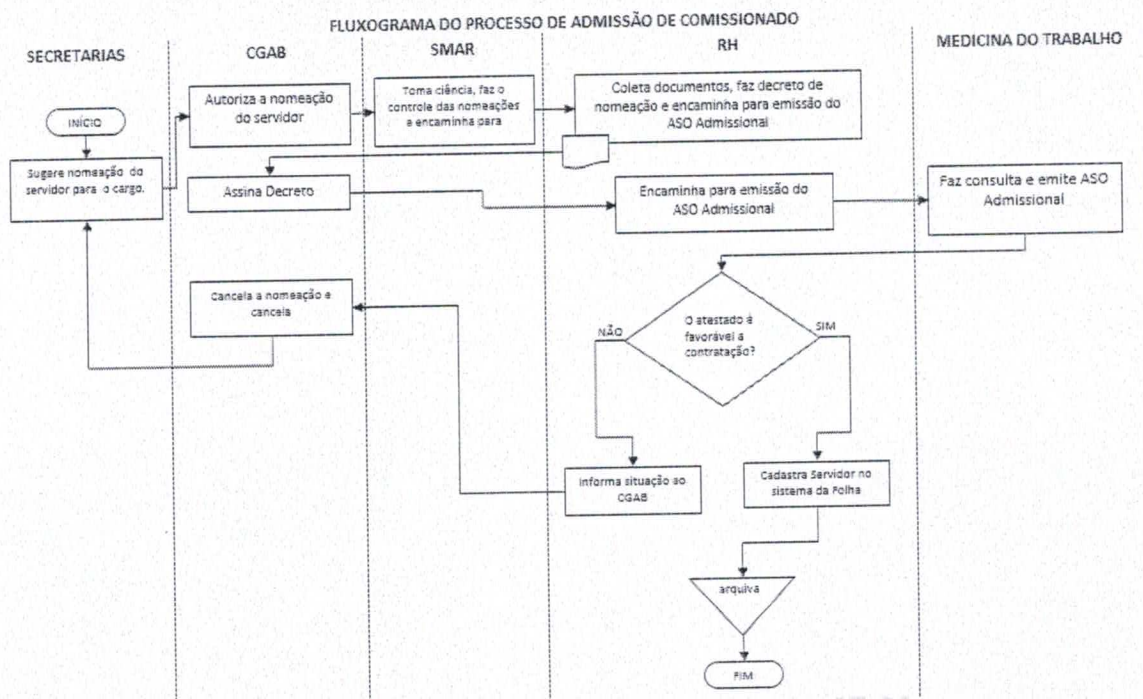 FLUXOGRAMA DO PROCESSO DE ADMISSÃO DE COMISSIONADO
SECRETARIAS
CGAB
SMAR
RH
MEDICINA DO TRABALHO
INÍCIO
Sugere nomeação do
servidor para o cargo.
Autoriza a nomeação
do servidor
Toma ciência, faz o
controle das nomeações
e encaminha para
Coleta documentos, faz decreto de
nomeação e encaminha para emissão do
ASO Admissional
Assina Decreto
Encaminha para emissão do
ASO Admissional
Faz consulta e emite ASO
Admissional
Cancela a nomeação e
cancela
O atestado é
favorável a
contratação?
NÃO
SIM
Informa situação ao
CGAB
Cadastra Servidor no
sistema da Folha
arquiva
FIM